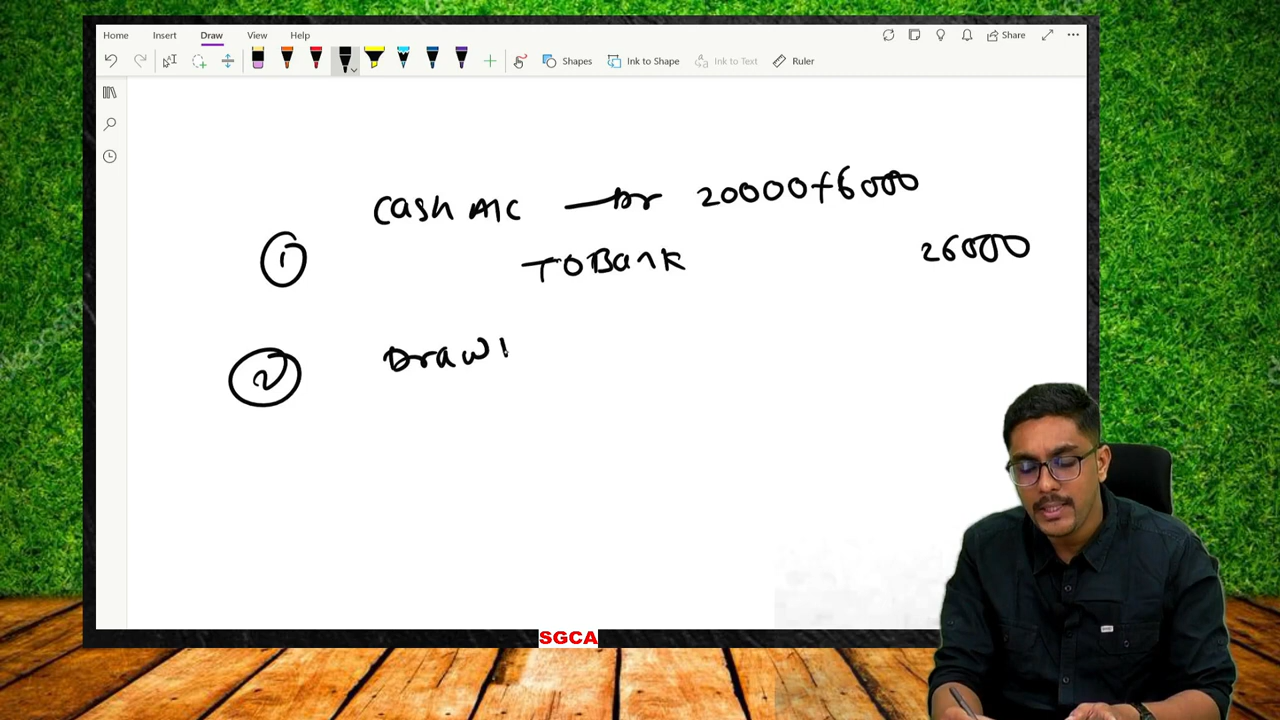 Home Insert Draw View Help Share
Shapes Ink to Shape Ink to Text Ruler
Cash A/C — Dr 20000+6000
① To Bank 26000
② Draw
SGCA